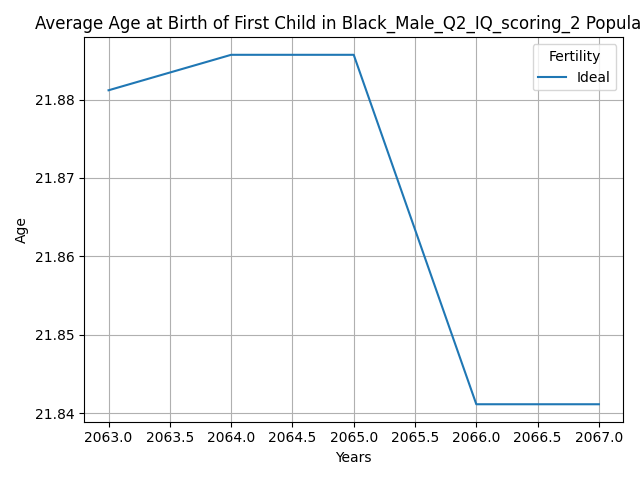 Average Age at Birth of First Child in Black_Male_Q2_IQ_scoring_2 Popula
Fertility
Ideal
21.88
21.87
21.86
21.85
21.84
Age
2063.0 2063.5 2064.0 2064.5 2065.0 2065.5 2066.0 2066.5 2067.0
Years